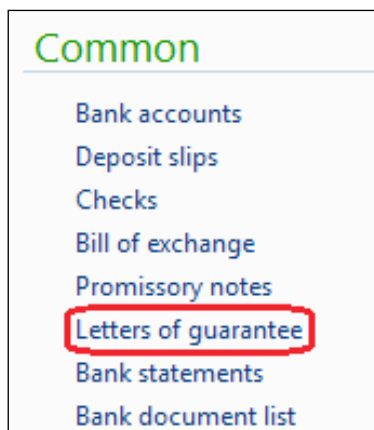 Common
Bank accounts
Deposit slips
Checks
Bill of exchange
Promissory notes
Letters of guarantee
Bank statements
Bank document list